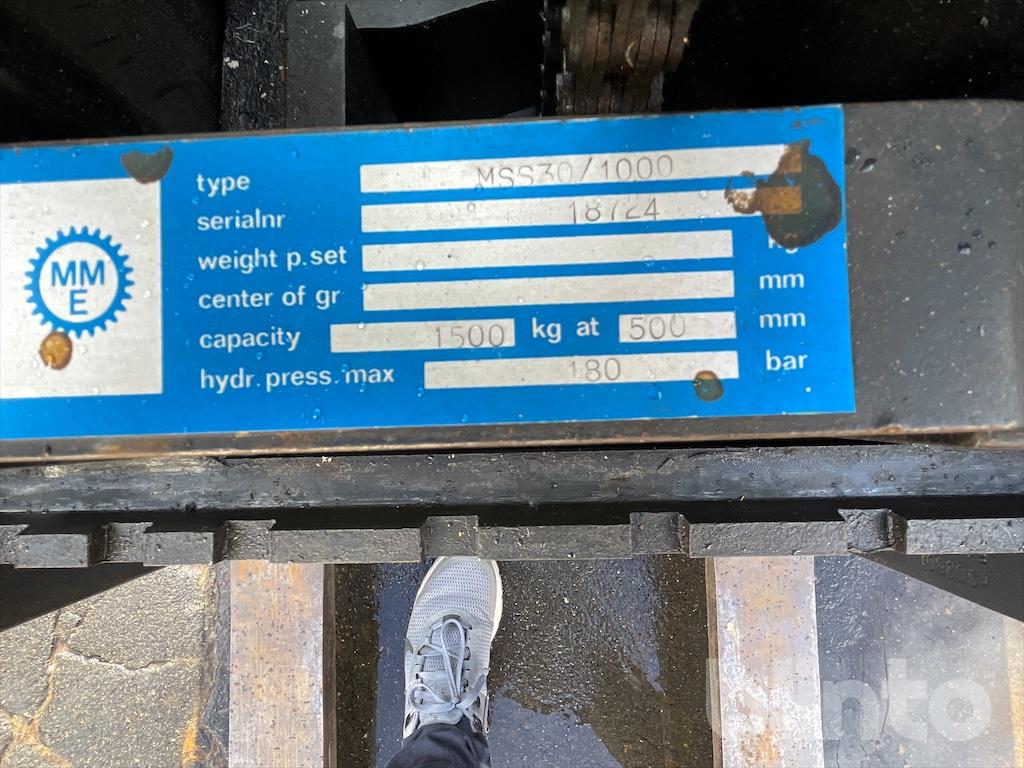 MM
E
type MSS30/1000
serialnr 18724
weight p.set kg
center of gr mm
capacity 1500 kg at 500 mm
hydr.press.max 180 bar